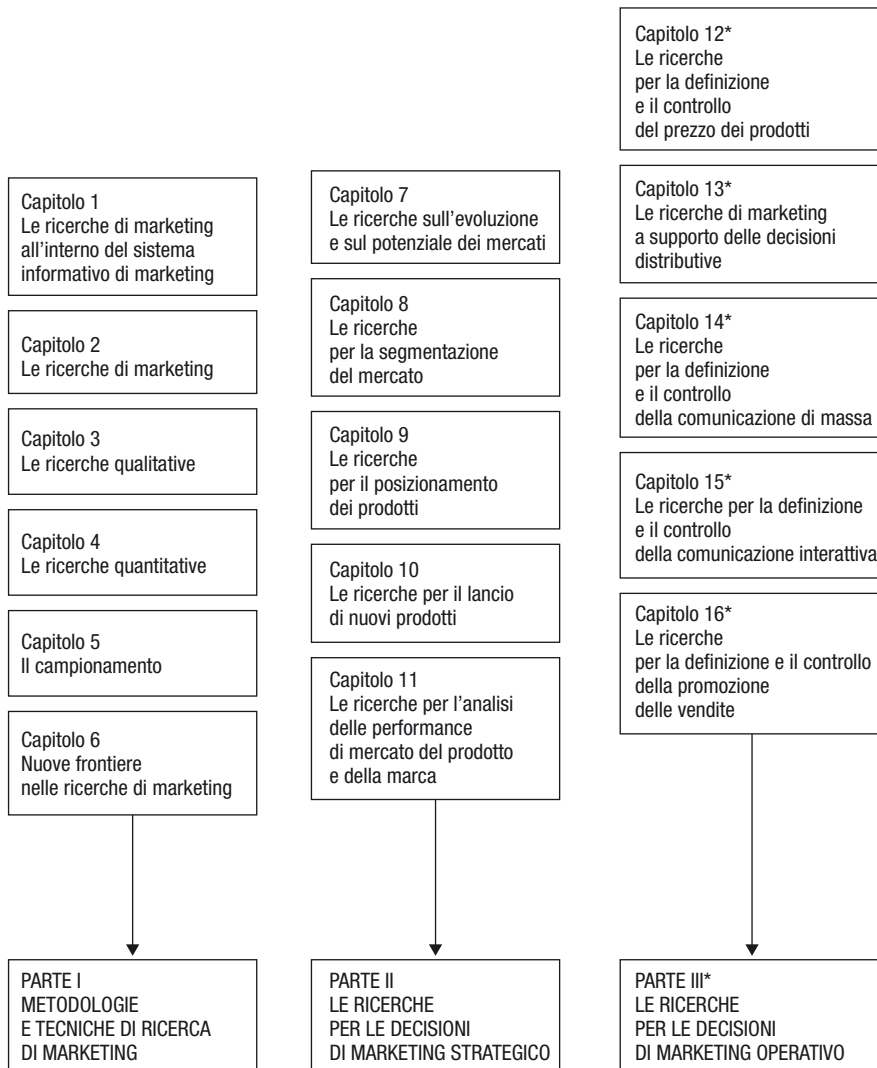 Capitolo 1
Le ricerche di marketing
all'interno del sistema
informativo di marketing
Capitolo 2
Le ricerche di marketing
Capitolo 3
Le ricerche qualitative
Capitolo 4
Le ricerche quantitative
Capitolo 5
Il campionamento
Capitolo 6
Nuove frontiere
nelle ricerche di marketing
PARTE I
METODOLOGIE
E TECNICHE DI RICERCA
DI MARKETING
Capitolo 7
Le ricerche sull'evoluzione
e sul potenziale dei mercati
Capitolo 8
Le ricerche
per la segmentazione
del mercato
Capitolo 9
Le ricerche
per il posizionamento
dei prodotti
Capitolo 10
Le ricerche per il lancio
di nuovi prodotti
Capitolo 11
Le ricerche per l'analisi
delle performance
di mercato del prodotto
e della marca
PARTE II
LE RICERCHE
PER LE DECISIONI
DI MARKETING STRATEGICO
Capitolo 12*
Le ricerche
per la definizione
e il controllo
del prezzo dei prodotti
Capitolo 13*
Le ricerche di marketing
a supporto delle decisioni
distributive
Capitolo 14*
Le ricerche
per la definizione
e il controllo
della comunicazione di massa
Capitolo 15*
Le ricerche per la definizione
e il controllo
della comunicazione interattiva
Capitolo 16*
Le ricerche
per la definizione e il controllo
della promozione
delle vendite
PARTE III*
LE RICERCHE
PER LE DECISIONI
DI MARKETING OPERATIVO